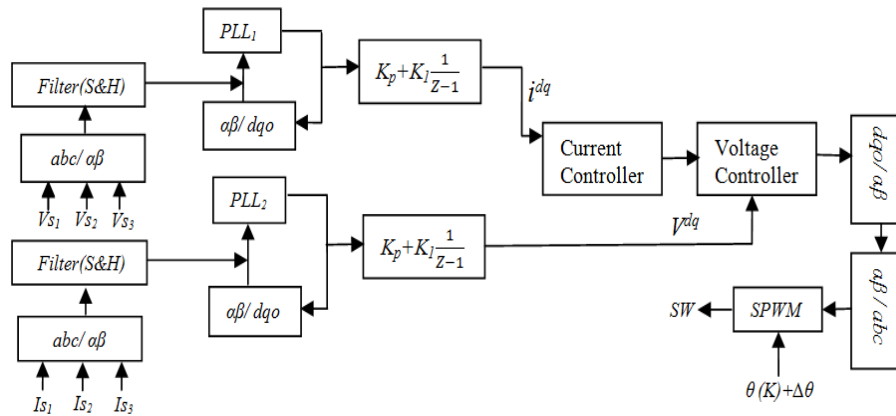 PLL₁
Filter(S&H)
αβ/ dqo
abc/ αβ
Vs₁ Vs₂ Vs₃
Kp+K1 1/Z−1
i^dq
Current
Controller
Voltage
Controller
dqo/ αβ
PLL₂
Filter(S&H)
αβ/ dqo
abc/ αβ
Is₁ Is₂ Is₃
Kp+K1 1/Z−1
V^dq
αβ / abc
SW
SPWM
θ(K)+Δθ